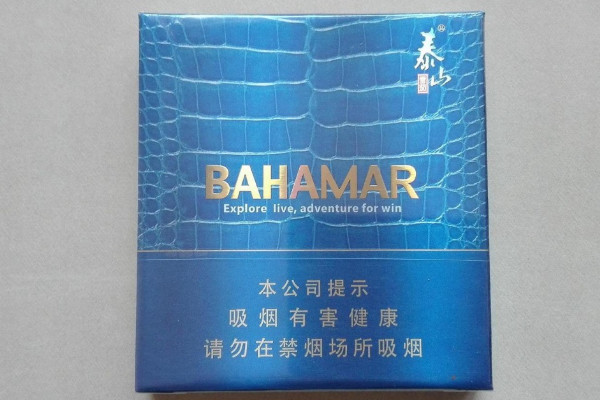 泰山
BAHAMAR
Explore live, adventure for win
本公司提示
吸烟有害健康
请勿在禁烟场所吸烟